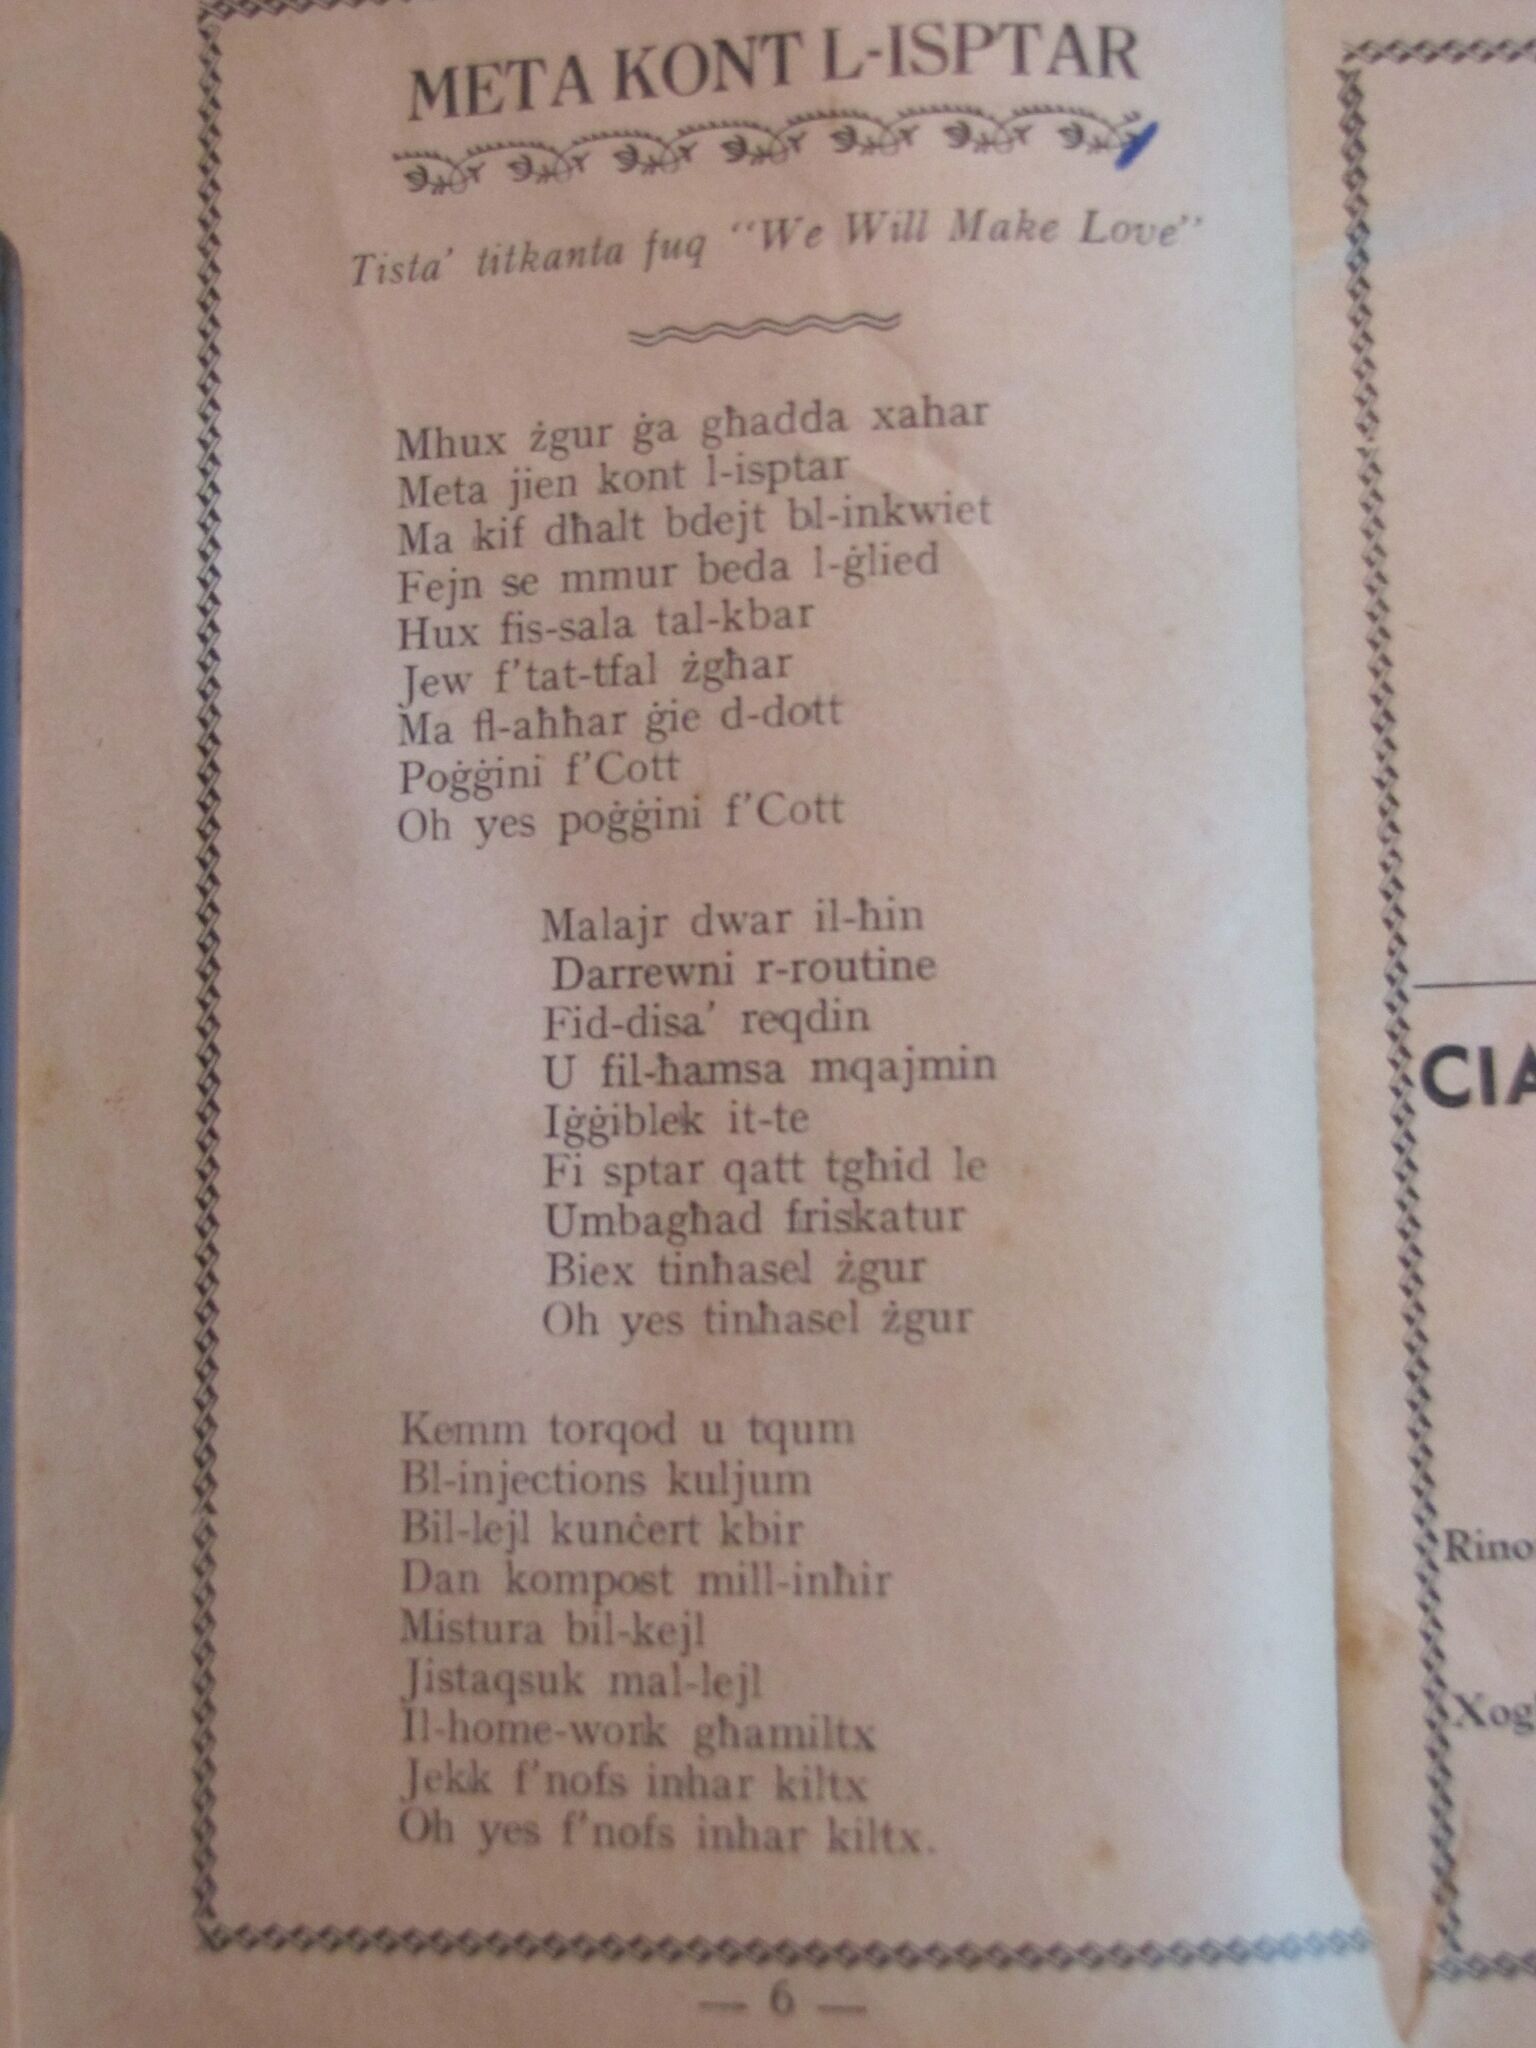 META KONT L-ISPTAR
Tista' titkanta fuq "We Will Make Love"
Mhux żgur ġa għadda xahar
Meta jien kont l-isptar
Ma kif dħalt bdejt bl-inkwiet
Fejn se mmur beda l-ġlied
Hux fis-sala tal-kbar
Jew f'tat-tfal żgħar
Ma fl-aħħar ġie d-dott
Poġġini f'Cott
Oh yes poġġini f'Cott
Malajr dwar il-ħin
Darrewni r-routine
Fid-disa' reqdin
U fil-ħamsa mqajmin
Iġġiblek it-te
Fi sptar qatt tgħid le
Umbagħad friskatur
Biex tinħasel żgur
Oh yes tinħasel żgur
Kemm torqod u tqum
Bl-injections kuljum
Bil-lejl kunċert kbir
Dan kompost mill-inħir
Mistura bil-kejl
Jistaqsuk mal-lejl
Il-home-work għamiltx
Jekk f'nofs inhar kiltx
Oh yes f'nofs inhar kiltx.
— 6 —
CIA
Rino
Xog